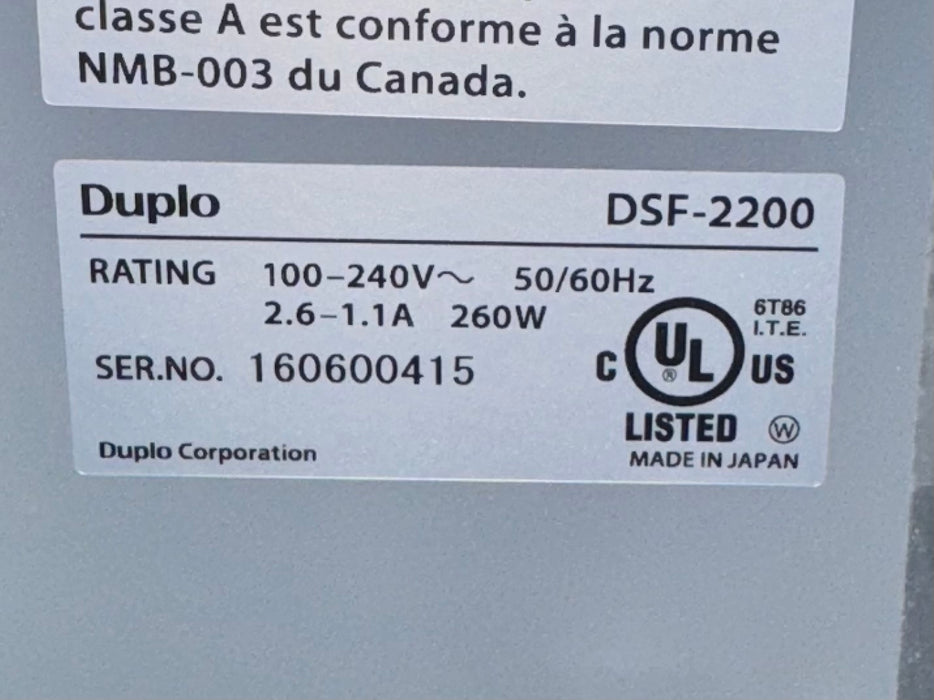 classe A est conforme à la norme
NMB-003 du Canada.
Duplo DSF-2200
RATING 100-240V~ 50/60Hz
2.6-1.1A 260W
6T86
I.T.E.
SER.NO. 160600415
C UL ® US
LISTED W
Duplo Corporation
MADE IN JAPAN